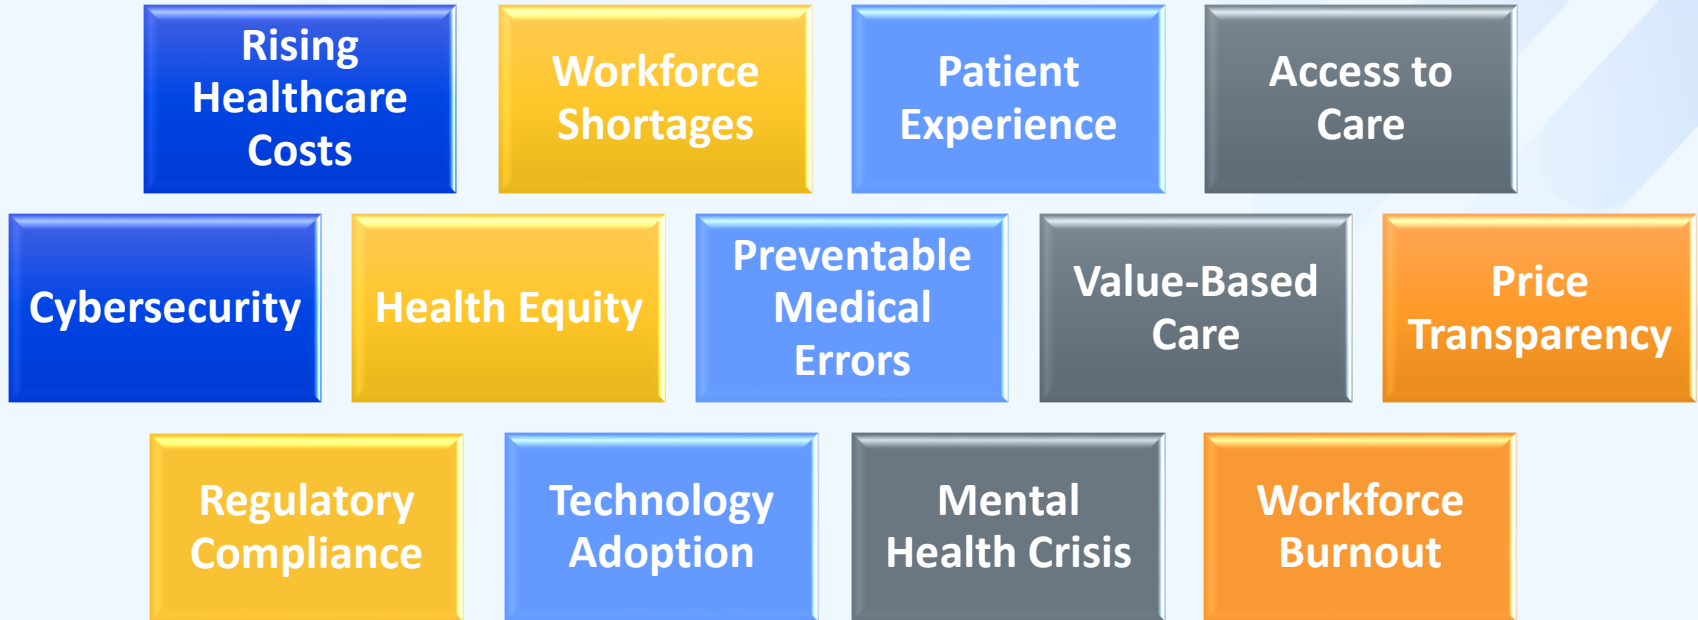 Rising
Healthcare
Costs
Workforce
Shortages
Patient
Experience
Access to
Care
Cybersecurity
Health Equity
Preventable
Medical
Errors
Value-Based
Care
Price
Transparency
Regulatory
Compliance
Technology
Adoption
Mental
Health Crisis
Workforce
Burnout